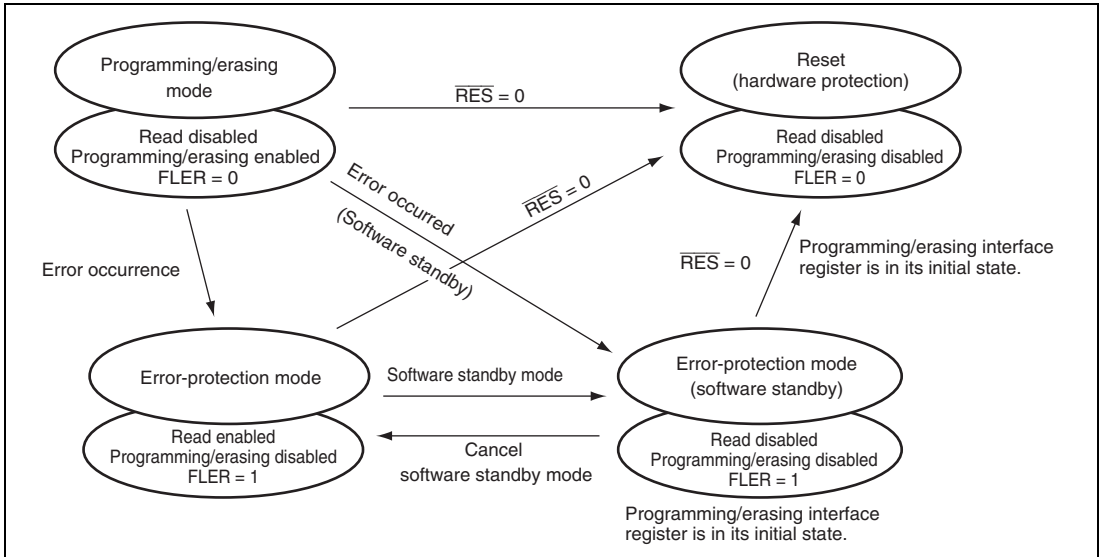 Programming/erasing
mode
Read disabled
Programming/erasing enabled
FLER = 0
R̅E̅S̅ = 0
Reset
(hardware protection)
Read disabled
Programming/erasing disabled
FLER = 0
Error occurred
(Software standby)
R̅E̅S̅ = 0
Error occurrence
R̅E̅S̅ = 0
Programming/erasing interface
register is in its initial state.
Error-protection mode
Read enabled
Programming/erasing disabled
FLER = 1
Software standby mode
Cancel
software standby mode
Error-protection mode
(software standby)
Read disabled
Programming/erasing disabled
FLER = 1
Programming/erasing interface
register is in its initial state.